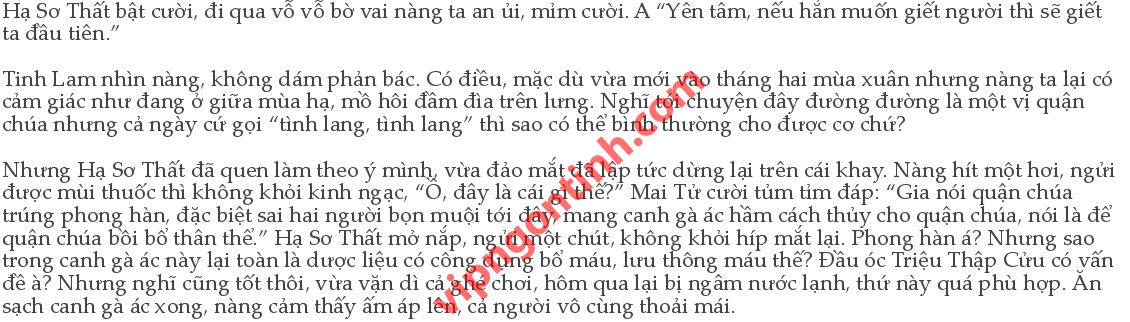 Hạ Sơ Thất bật cười, đi qua vỗ vỗ bờ vai nàng ta an ủi, mỉm cười. A “Yên tâm, nếu hắn muốn giết người thì sẽ giết
ta đầu tiên.”
Tinh Lam nhìn nàng, không dám phản bác. Có điều, mặc dù vừa mới vào tháng hai mùa xuân nhưng nàng ta lại có
cảm giác như đang ở giữa mùa hạ, mồ hôi đầm đìa trên lưng. Nghĩ tới chuyện đây đường đường là một vị quận
chúa nhưng cả ngày cứ gọi “tình lang, tình lang” thì sao có thể bình thường cho được cơ chứ?
Nhưng Hạ Sơ Thất đã quen làm theo ý mình, vừa đảo mắt đã lập tức dừng lại trên cái khay. Nàng hít một hơi, ngửi
được mùi thuốc thì không khỏi kinh ngạc, “Ồ, đây là cái gì thế?” Mai Tử cười tủm tỉm đáp: “Gia nói quận chúa
trúng phong hàn, đặc biệt sai hai người bọn muội tới đây, mang canh gà ác hầm cách thủy cho quận chúa, nói là để
quận chúa bồi bổ thân thể.” Hạ Sơ Thất mở nắp, ngửi một chút, không khỏi híp mắt lại. Phong hàn á? Nhưng sao
trong canh gà ác này lại toàn là dược liệu có công dụng bổ máu, lưu thông máu thế? Đầu óc Triệu Thập Cửu có vấn
đề à? Nhưng nghĩ cũng tốt thôi, vừa vặn dì cả ghé chơi, hôm qua lại bị ngâm nước lạnh, thứ này quá phù hợp. Ăn
sạch canh gà ác xong, nàng cảm thấy ấm áp lên, cả người vô cùng thoải mái.
vipngontinh.com